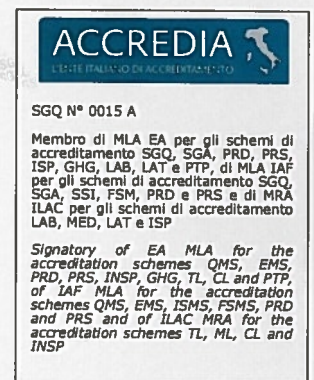 ACCREDIA
L'ENTE ITALIANO DI ACCREDITAMENTO
SGQ N° 0015 A
Membro di MLA EA per gli schemi di
accreditamento SGQ, SGA, PRD, PRS,
ISP, GHG, LAB, LAT e PTP, di MLA IAF
per gli schemi di accreditamento SGQ,
SGA, SSI, FSM, PRD e PRS e di MRA
ILAC per gli schemi di accreditamento
LAB, MED, LAT e ISP
Signatory of EA MLA for the
accreditation schemes QMS, EMS,
PRD, PRS, INSP, GHG, TL, CL and PTP,
of IAF MLA for the accreditation
schemes QMS, EMS, ISMS, FSMS, PRD
and PRS and of ILAC MRA for the
accreditation schemes TL, ML, CL and
INSP